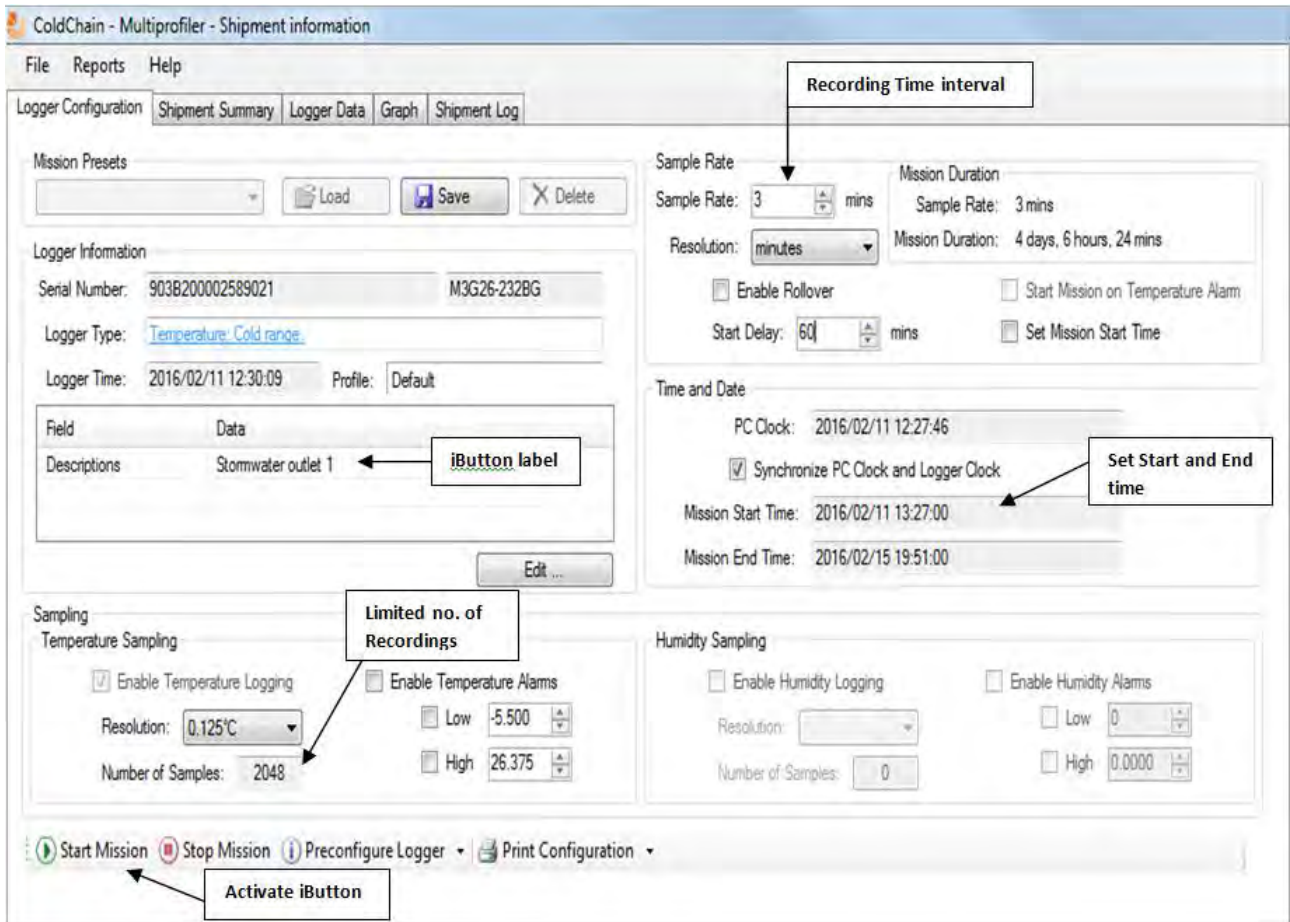 ColdChain - Multiprofiler - Shipment information
File Reports Help
Logger Configuration Shipment Summary Logger Data Graph Shipment Log
Recording Time interval
Mission Presets
Load Save Delete
Logger Information
Serial Number: 903B200002589021 M3G26-232BG
Logger Type: Temperature: Cold range.
Logger Time: 2016/02/11 12:30:09 Profile: Default
Field Data
Descriptions Stormwater outlet 1
iButton label
Edit ...
Sample Rate
Sample Rate: 3 mins
Resolution: minutes
Mission Duration
Sample Rate: 3 mins
Mission Duration: 4 days, 6 hours, 24 mins
Enable Rollover Start Mission on Temperature Alarm
Start Delay: 60 mins Set Mission Start Time
Time and Date
PC Clock: 2016/02/11 12:27:46
Synchronize PC Clock and Logger Clock
Set Start and End
time
Mission Start Time: 2016/02/11 13:27:00
Mission End Time: 2016/02/15 19:51:00
Sampling
Temperature Sampling
Limited no. of
Recordings
Enable Temperature Logging Enable Temperature Alarms
Resolution: 0.125°C Low -5.500
Number of Samples: 2048 High 26.375
Humidity Sampling
Enable Humidity Logging Enable Humidity Alarms
Resolution: Low 0
Number of Samples: 0 High 0.0000
Start Mission Stop Mission Preconfigure Logger Print Configuration
Activate iButton